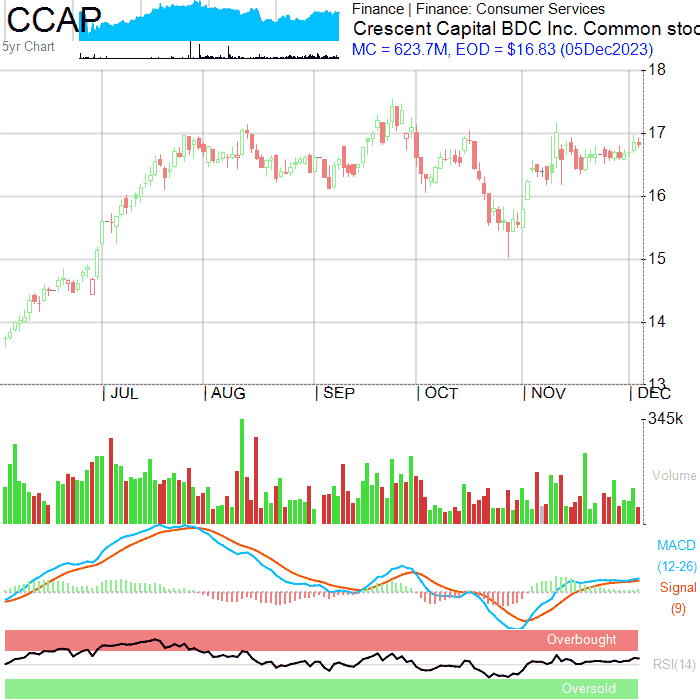 CCAP
5yr Chart
Finance | Finance: Consumer Services
Crescent Capital BDC Inc. Common stoc
MC = 623.7M, EOD = $16.83 (05Dec2023)
18
17
16
15
14
13
| JUL
| AUG
| SEP
| OCT
| NOV
| DEC
345k
Volume
MACD
(12-26)
Signal
(9)
Overbought
RSI(14)
Oversold